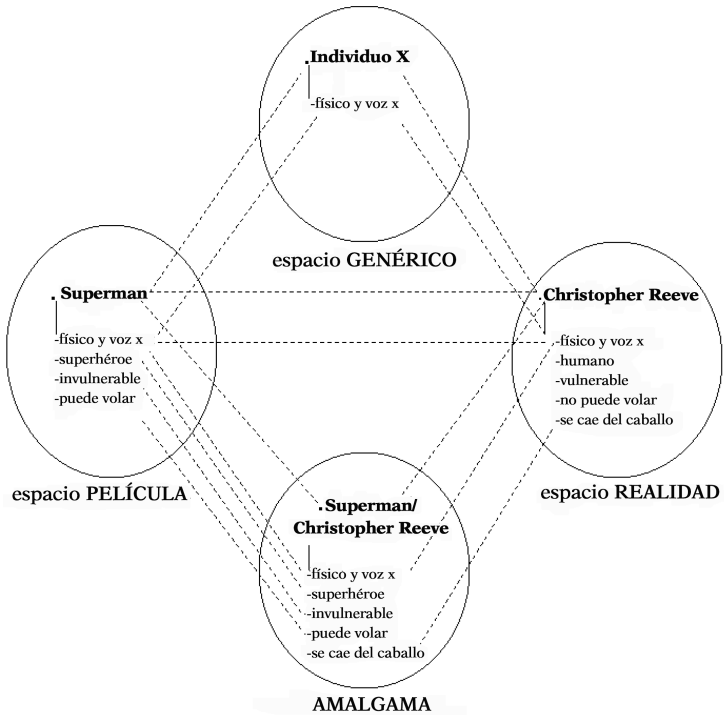 .Individuo X
-físico y voz x
espacio GENÉRICO
. Superman
-físico y voz x
-superhéroe
-invulnerable
-puede volar
espacio PELÍCULA
.Christopher Reeve
-físico y voz x
-humano
-vulnerable
-no puede volar
-se cae del caballo
espacio REALIDAD
.Superman/
Christopher Reeve
-físico y voz x
-superhéroe
-invulnerable
-puede volar
-se cae del caballo
AMALGAMA